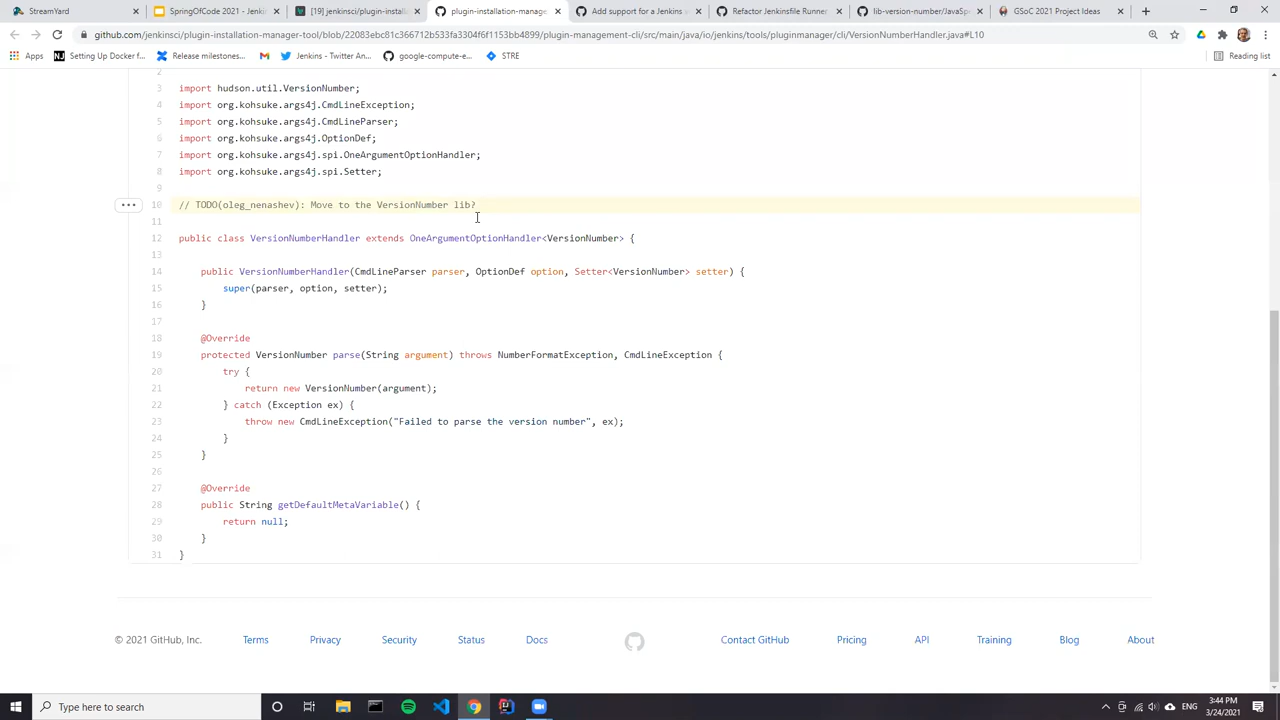 StreamYard
SpringOfCode 2021 - Jenki
[19] jenkinsci/plugin-installat
plugin-installation-manage
Add support for a Jenkins y
Refactor Jenkinsfile Runne
lib-version-number/JavaSp
GSoC 2021 Project Ideas
github.com/jenkinsci/plugin-installation-manager-tool/blob/22083ebc81c366712b533fa3304f6f1153bb4899/plugin-management-cli/src/main/java/io/jenkins/tools/pluginmanager/cli/VersionNumberHandler.java#L10
Apps
Setting Up Docker f...
Release milestones...
Jenkins - Twitter An...
google-compute-e...
STRE
Reading list
2
3 import hudson.util.VersionNumber;
4 import org.kohsuke.args4j.CmdLineException;
5 import org.kohsuke.args4j.CmdLineParser;
6 import org.kohsuke.args4j.OptionDef;
7 import org.kohsuke.args4j.spi.OneArgumentOptionHandler;
8 import org.kohsuke.args4j.spi.Setter;
9
10 // TODO(oleg_nenashev): Move to the VersionNumber lib?
11
12 public class VersionNumberHandler extends OneArgumentOptionHandler<VersionNumber> {
13
14 public VersionNumberHandler(CmdLineParser parser, OptionDef option, Setter<VersionNumber> setter) {
15 super(parser, option, setter);
16 }
17
18 @Override
19 protected VersionNumber parse(String argument) throws NumberFormatException, CmdLineException {
20 try {
21 return new VersionNumber(argument);
22 } catch (Exception ex) {
23 throw new CmdLineException("Failed to parse the version number", ex);
24 }
25 }
26
27 @Override
28 public String getDefaultMetaVariable() {
29 return null;
30 }
31 }
© 2021 GitHub, Inc.
Terms
Privacy
Security
Status
Docs
Contact GitHub
Pricing
API
Training
Blog
About
Type here to search
ENG
3:44 PM
3/24/2021